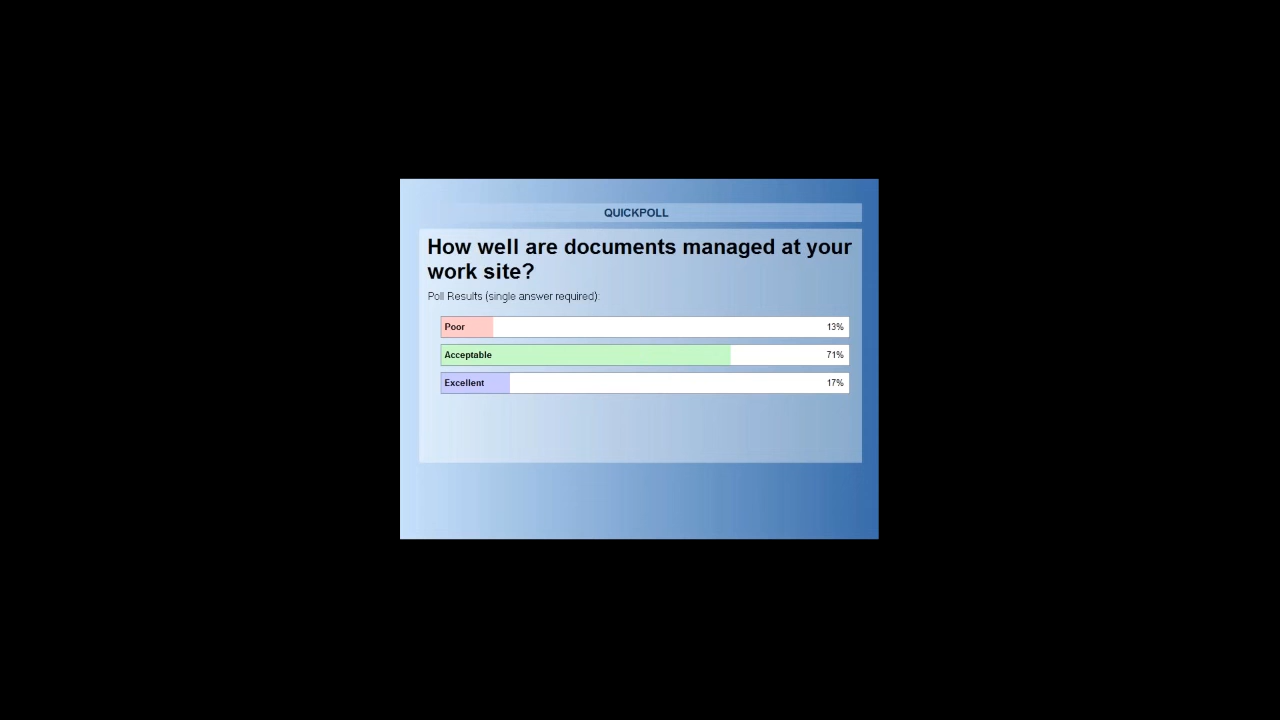 QUICKPOLL
How well are documents managed at your
work site?
Poll Results (single answer required):
Poor 13%
Acceptable 71%
Excellent 17%